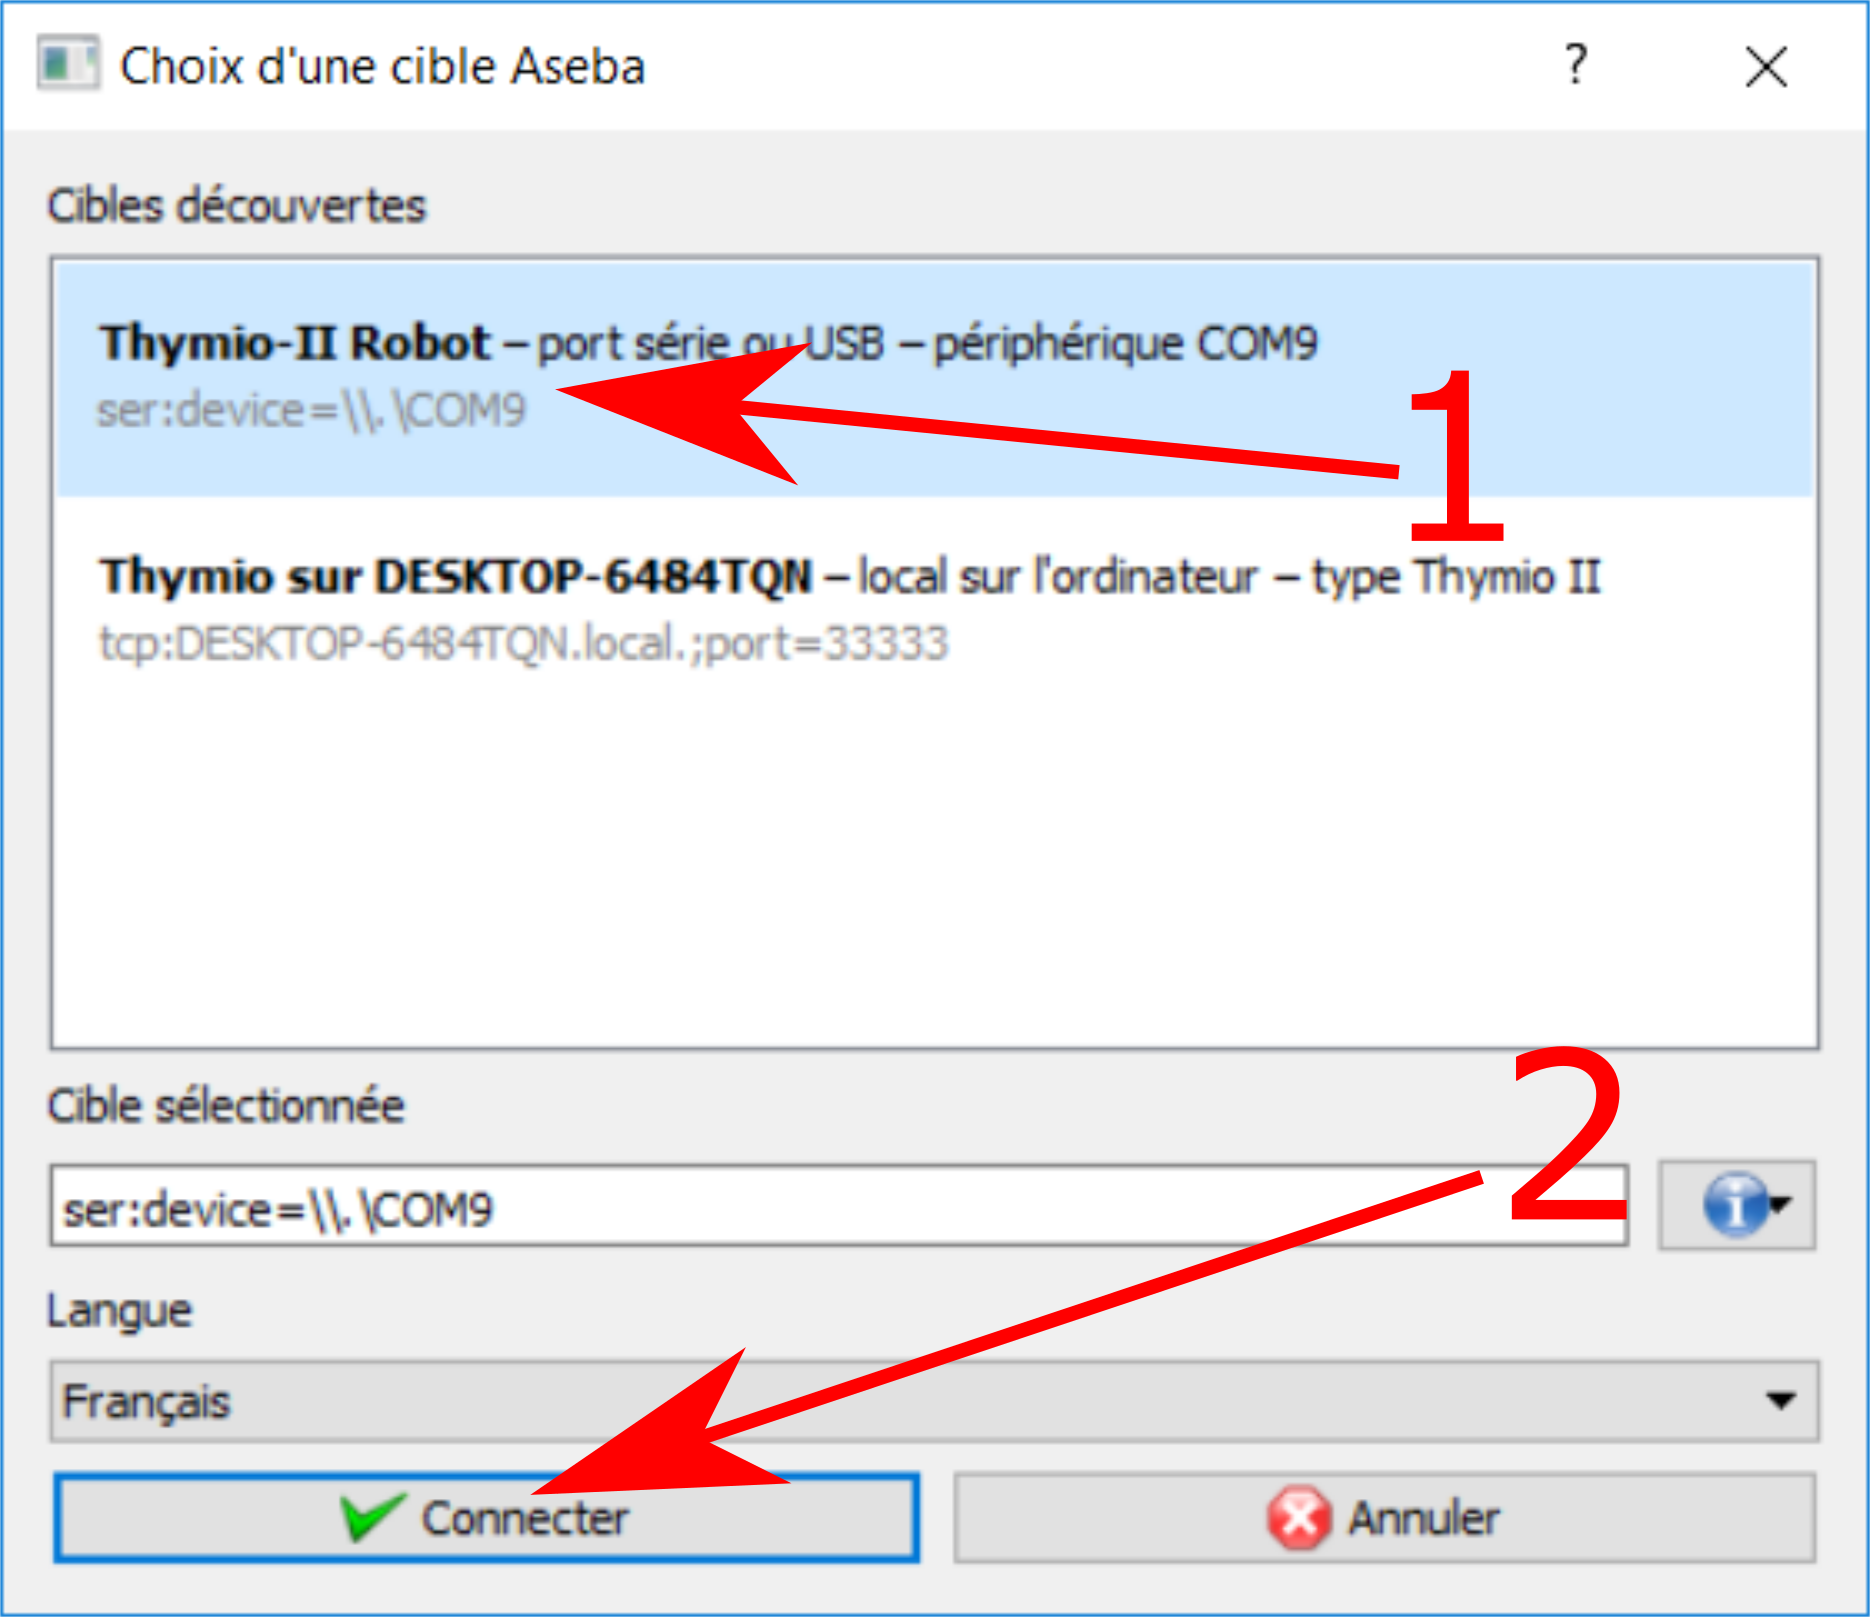 Choix d'une cible Aseba ?
Cibles découvertes
Thymio-II Robot – port série ou USB – périphérique COM9
ser:device=\\.\COM9
1
Thymio sur DESKTOP-6484TQN – local sur l'ordinateur – type Thymio II
tcp:DESKTOP-6484TQN.local.;port=33333
Cible sélectionnée
2
ser:device=\\.\COM9
Langue
Français
Connecter
Annuler